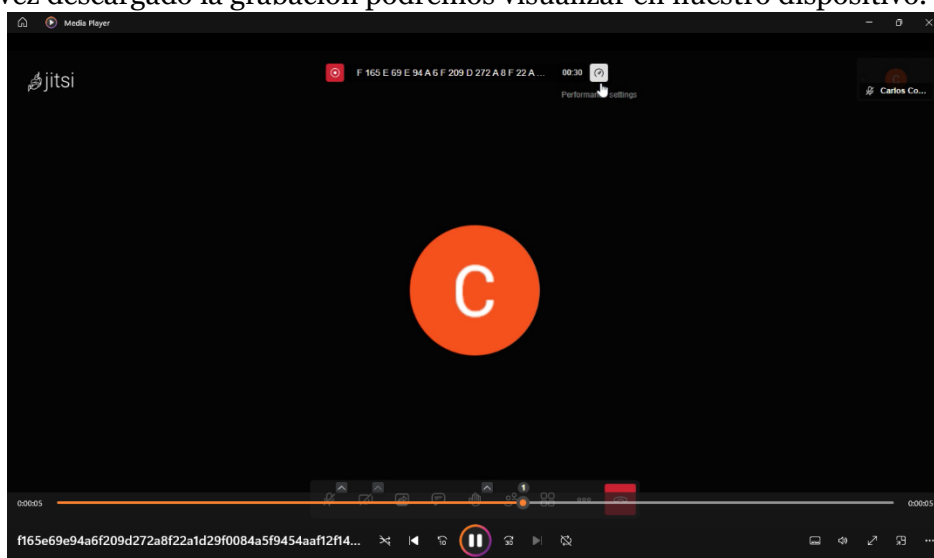 vez descargado la grabación podremos visualizar en nuestro dispositivo.
Media Player
jitsi
F 165 E 69 E 94 A 6 F 209 D 272 A 8 F 22 A ... 00:30
Performance settings
Carlos Co...
C
1
0:00:05 0:00:05
f165e69e94a6f209d272a8f22a1d29f0084a5f9454aaf12f14...